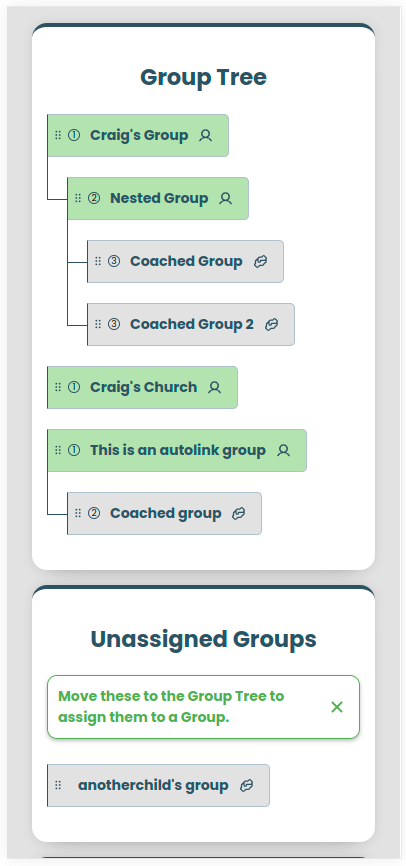 Group Tree
① Craig's Group
② Nested Group
③ Coached Group
③ Coached Group 2
① Craig's Church
① This is an autolink group
② Coached group
Unassigned Groups
Move these to the Group Tree to
assign them to a Group.
anotherchild's group